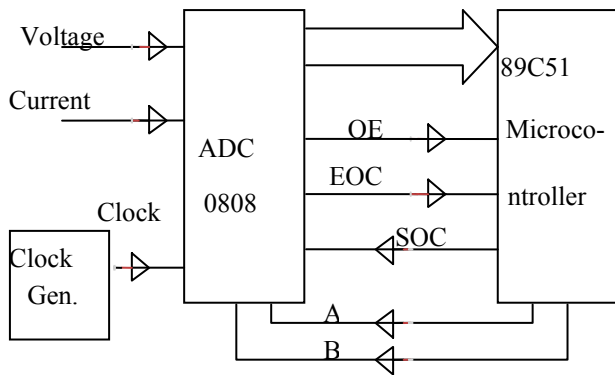 Voltage
Current
Clock
Clock
Gen.
ADC
0808
OE
EOC
SOC
A
B
89C51
Microco-
ntroller